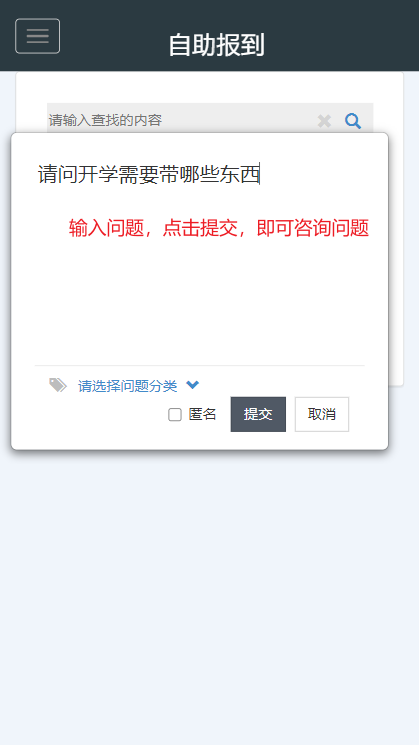 自助报到
请输入查找的内容
请问开学需要带哪些东西
输入问题，点击提交，即可咨询问题
请选择问题分类
匿名 提交 取消